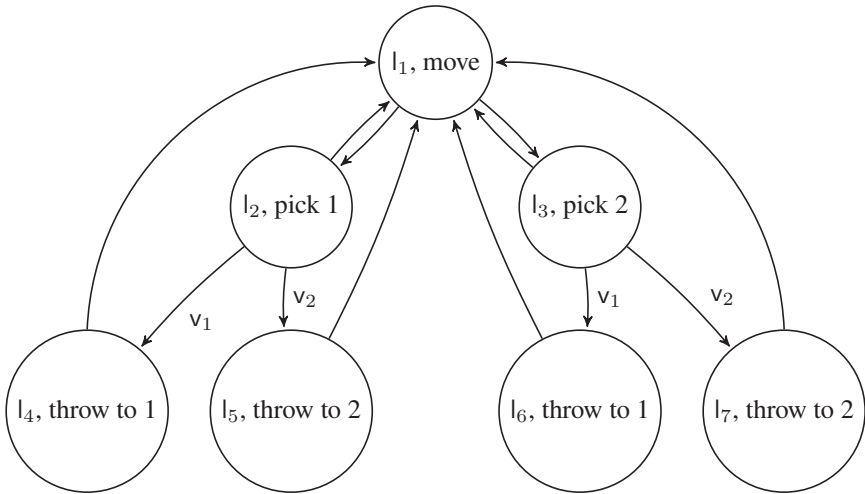 l₁, move
l₂, pick 1
l₃, pick 2
v₁
v₂
v₁
v₂
l₄, throw to 1
l₅, throw to 2
l₆, throw to 1
l₇, throw to 2